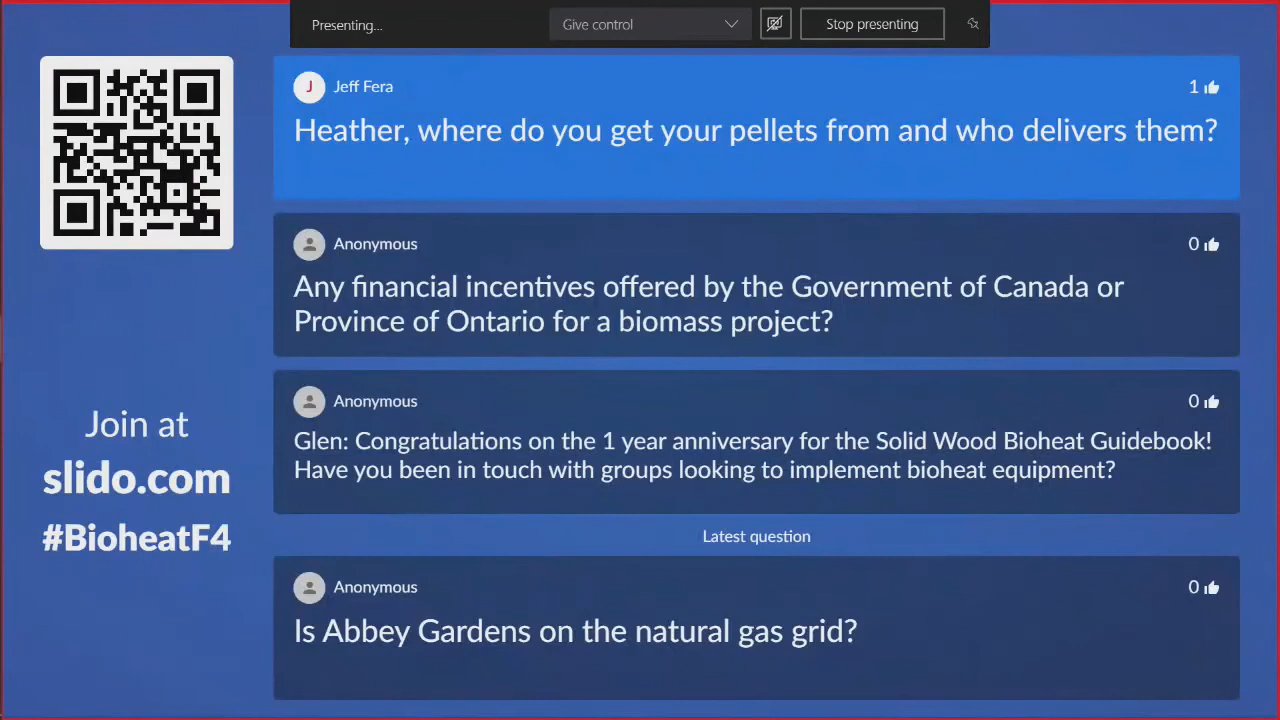 Presenting...
Give control
Stop presenting
J
Jeff Fera
1
Heather, where do you get your pellets from and who delivers them?
Anonymous
0
Any financial incentives offered by the Government of Canada or
Province of Ontario for a biomass project?
Anonymous
0
Glen: Congratulations on the 1 year anniversary for the Solid Wood Bioheat Guidebook!
Have you been in touch with groups looking to implement bioheat equipment?
Join at
slido.com
#BioheatF4
Latest question
Anonymous
0
Is Abbey Gardens on the natural gas grid?